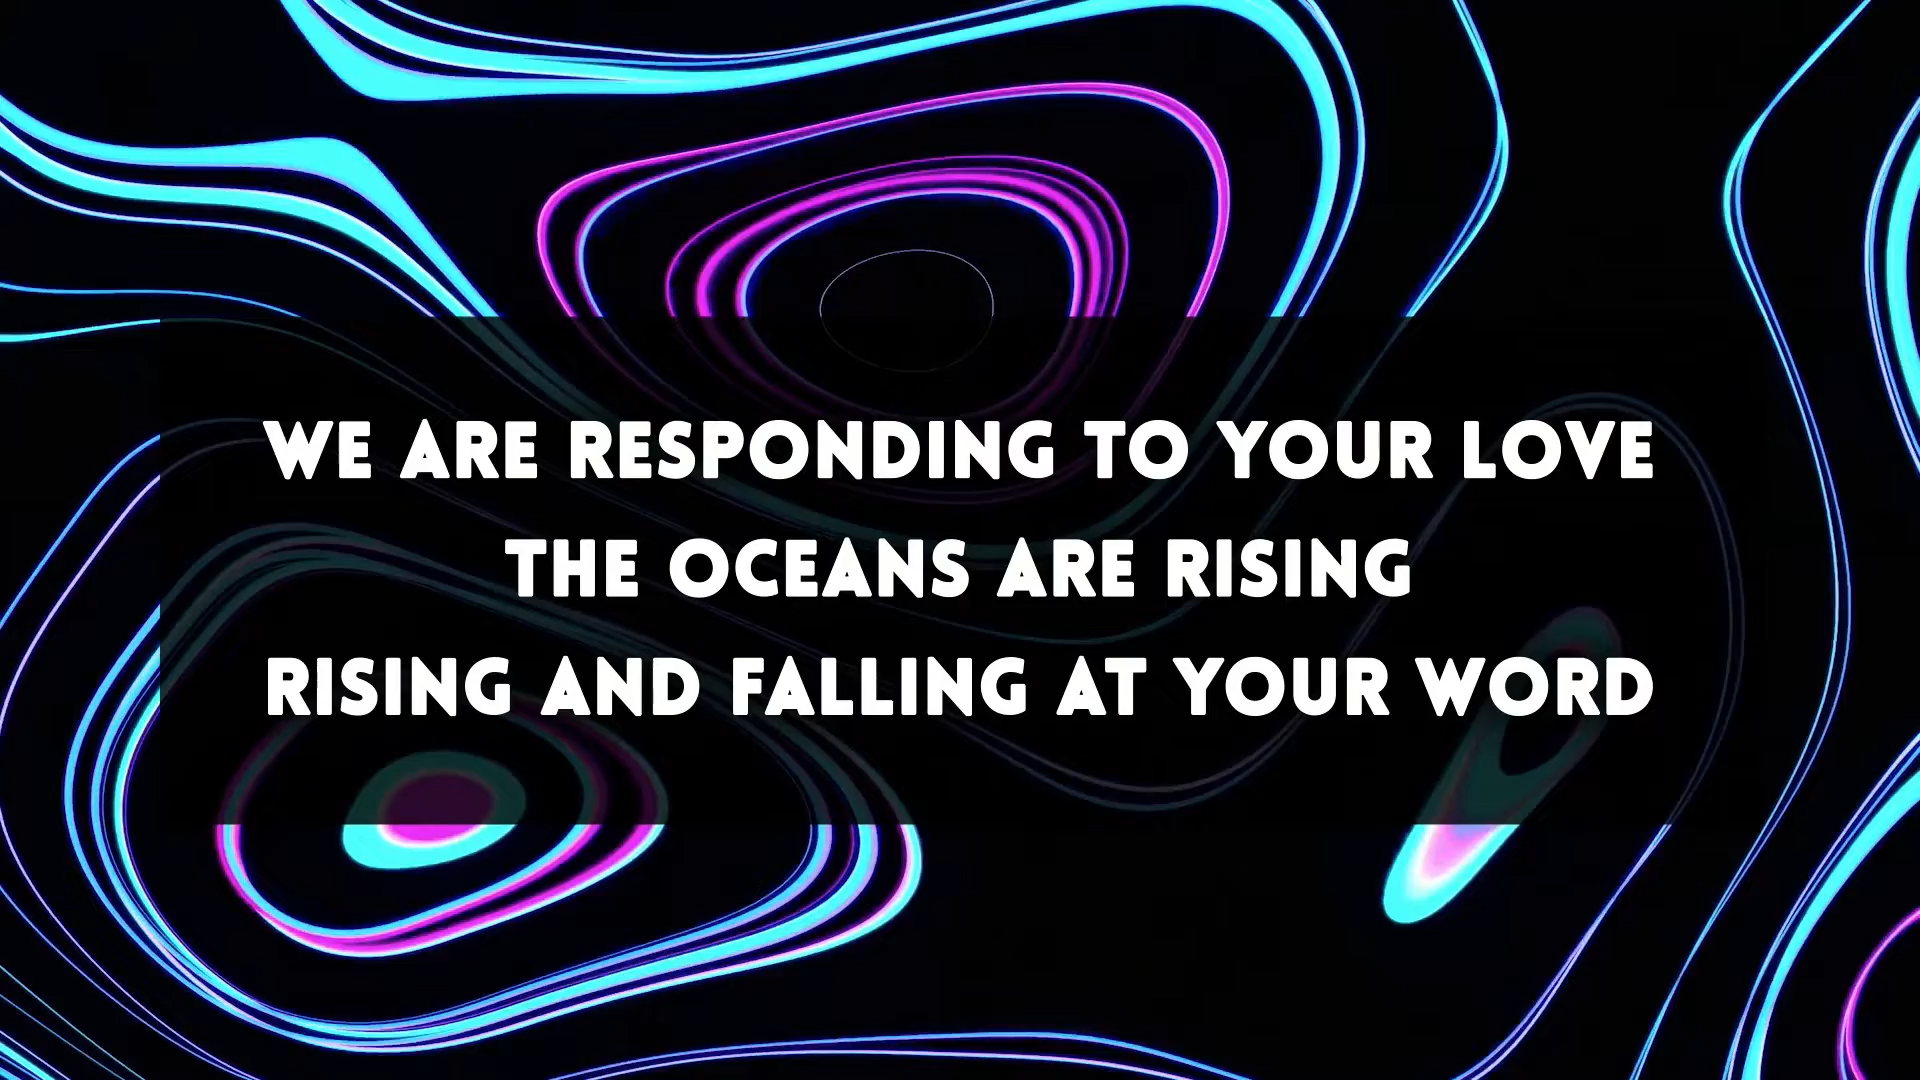 WE ARE RESPONDING TO YOUR LOVE
THE OCEANS ARE RISING
RISING AND FALLING AT YOUR WORD